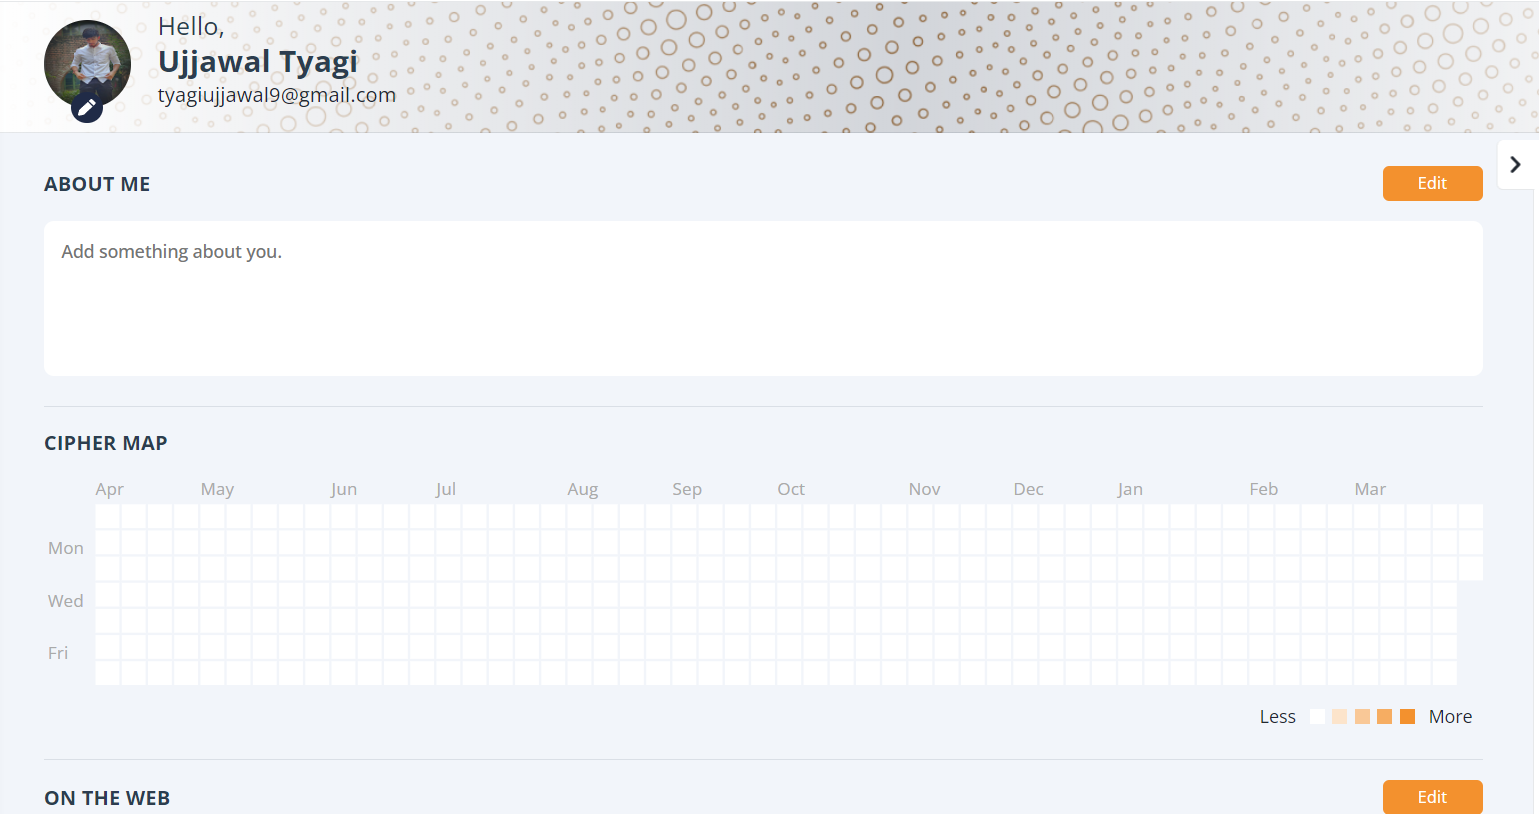 Hello,
Ujjawal Tyagi
tyagiujjawal9@gmail.com
ABOUT ME
Edit
Add something about you.
CIPHER MAP
Apr May Jun Jul Aug Sep Oct Nov Dec Jan Feb Mar
Mon
Wed
Fri
Less More
ON THE WEB
Edit